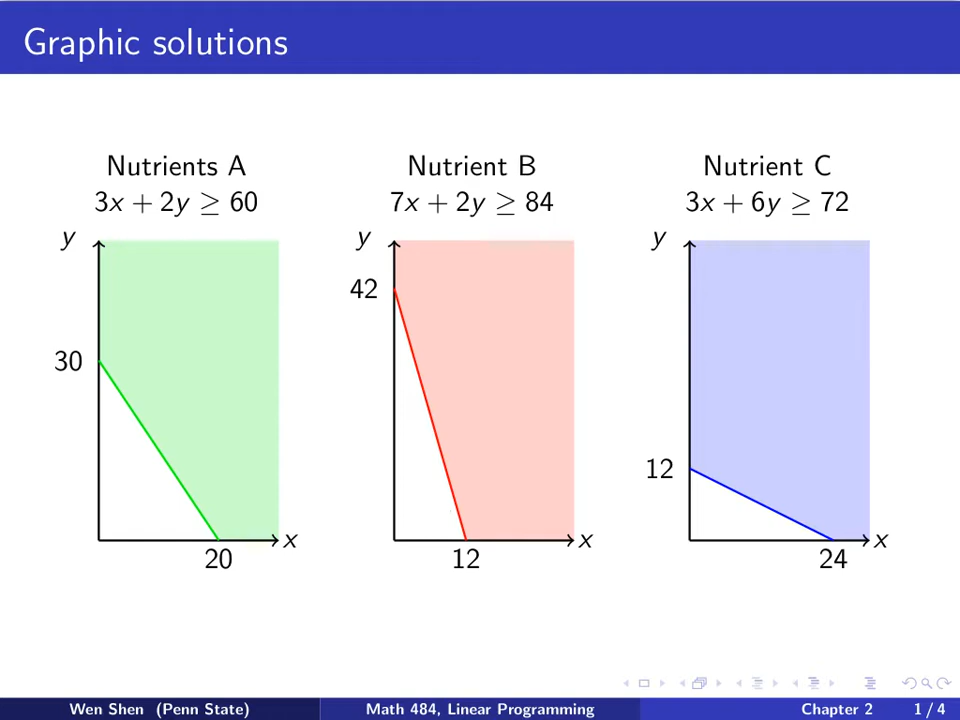 Graphic solutions
Nutrients A
3x + 2y ≥ 60
y
30
20
x
Nutrient B
7x + 2y ≥ 84
y
42
12
x
Nutrient C
3x + 6y ≥ 72
y
12
24
x
Wen Shen (Penn State)
Math 484, Linear Programming
Chapter 2
1 / 4